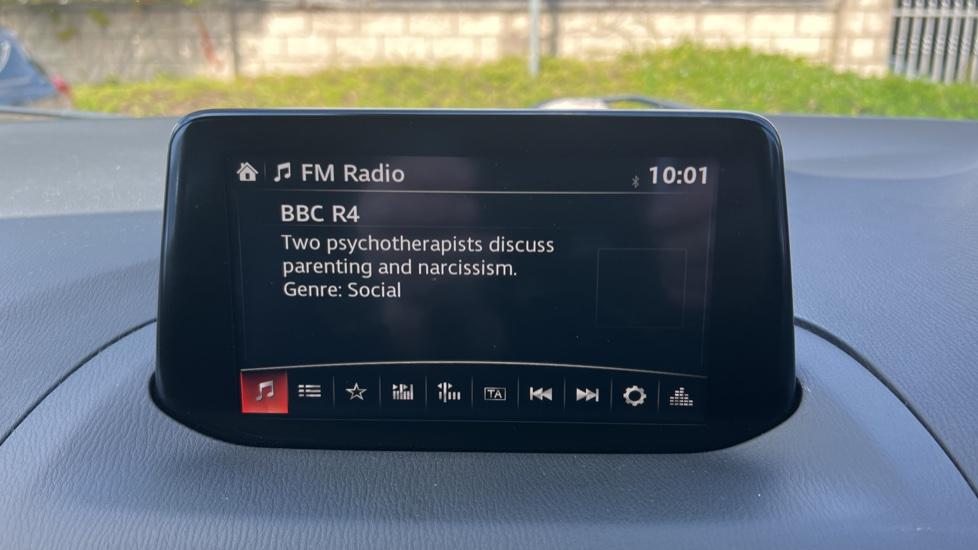 FM Radio
10:01
BBC R4
Two psychotherapists discuss
parenting and narcissism.
Genre: Social
TA